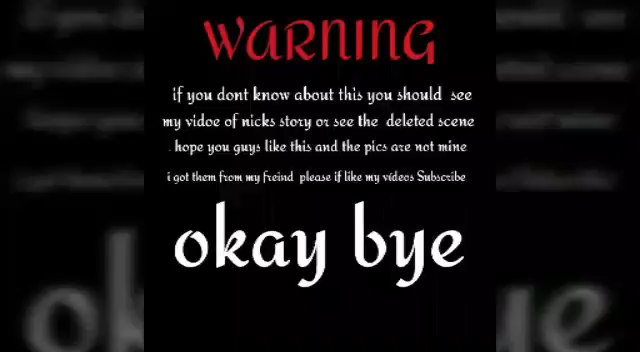 WARNING
if you dont know about this you should see
my vidoe of nicks story or see the deleted scene
. hope you guys like this and the pics are not mine
i got them from my freind please if like my videos Subscribe
okay bye